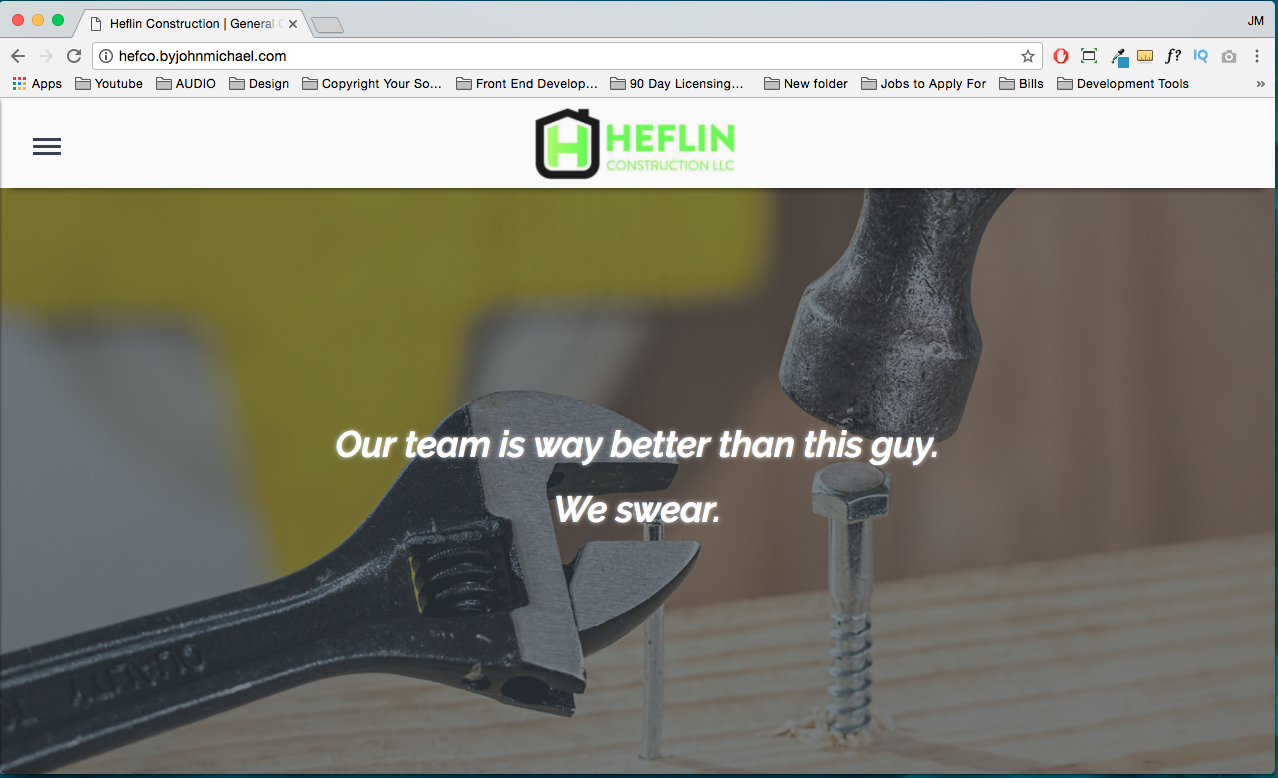 Heflin Construction | General
JM
hefco.byjohnmichael.com
f?
IQ
Apps Youtube AUDIO Design Copyright Your So... Front End Develop... 90 Day Licensing... New folder Jobs to Apply For Bills Development Tools »
H HEFLIN
CONSTRUCTION LLC
Our team is way better than this guy.
We swear.
QUALITY